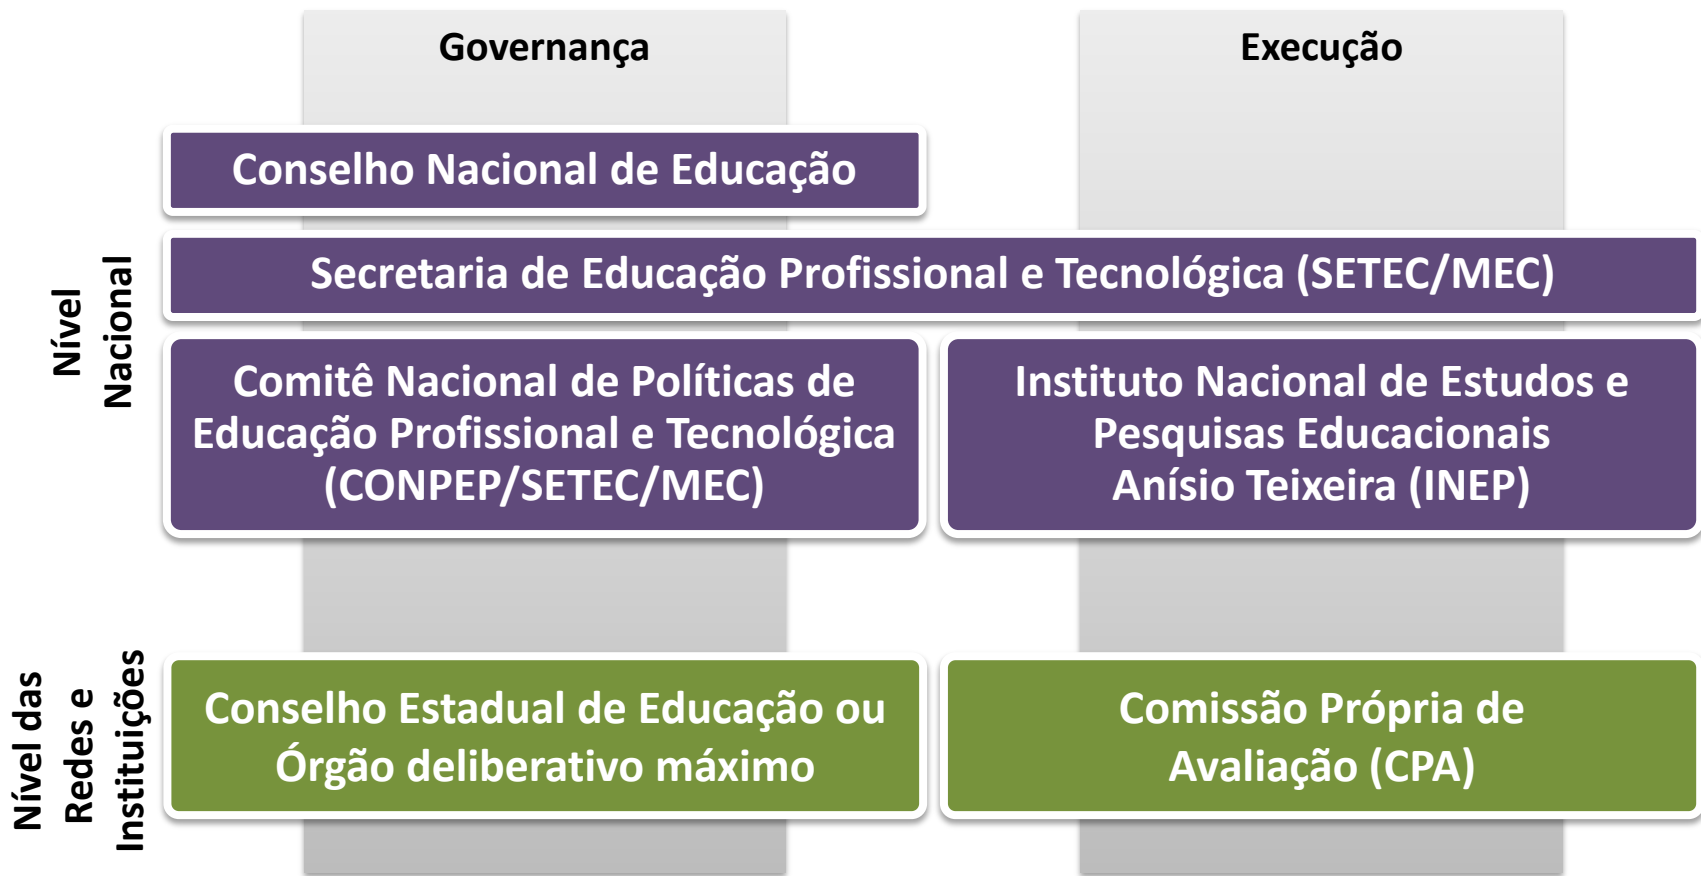 Governança
Execução
Nível
Nacional
Conselho Nacional de Educação
Secretaria de Educação Profissional e Tecnológica (SETEC/MEC)
Comitê Nacional de Políticas de
Educação Profissional e Tecnológica
(CONPEP/SETEC/MEC)
Instituto Nacional de Estudos e
Pesquisas Educacionais
Anísio Teixeira (INEP)
Nível das
Redes e
Instituições
Conselho Estadual de Educação ou
Órgão deliberativo máximo
Comissão Própria de
Avaliação (CPA)